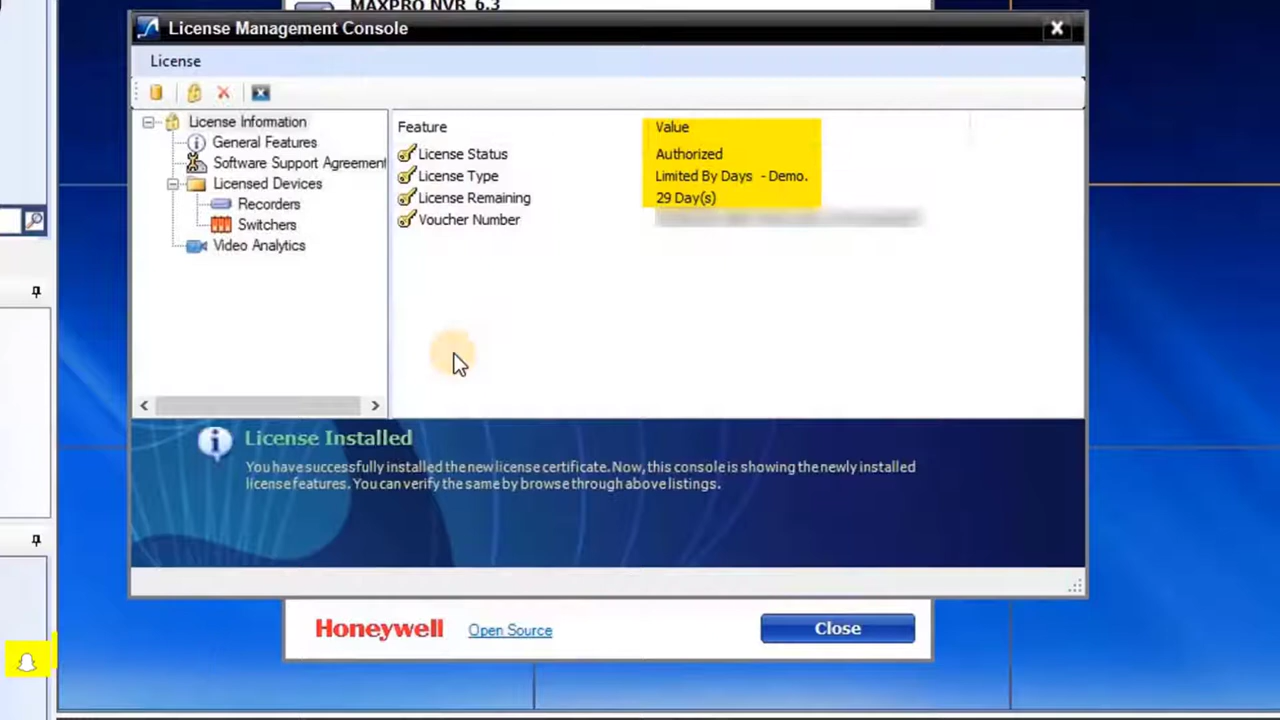 MAXPRO NVR 6.3
License Management Console
License
License Information
General Features
Software Support Agreement
Licensed Devices
Recorders
Switchers
Video Analytics
Feature Value
License Status Authorized
License Type Limited By Days - Demo.
License Remaining 29 Day(s)
Voucher Number
License Installed
You have successfully installed the new license certificate. Now, this console is showing the newly installed
license features. You can verify the same by browse through above listings.
Honeywell Open Source Close